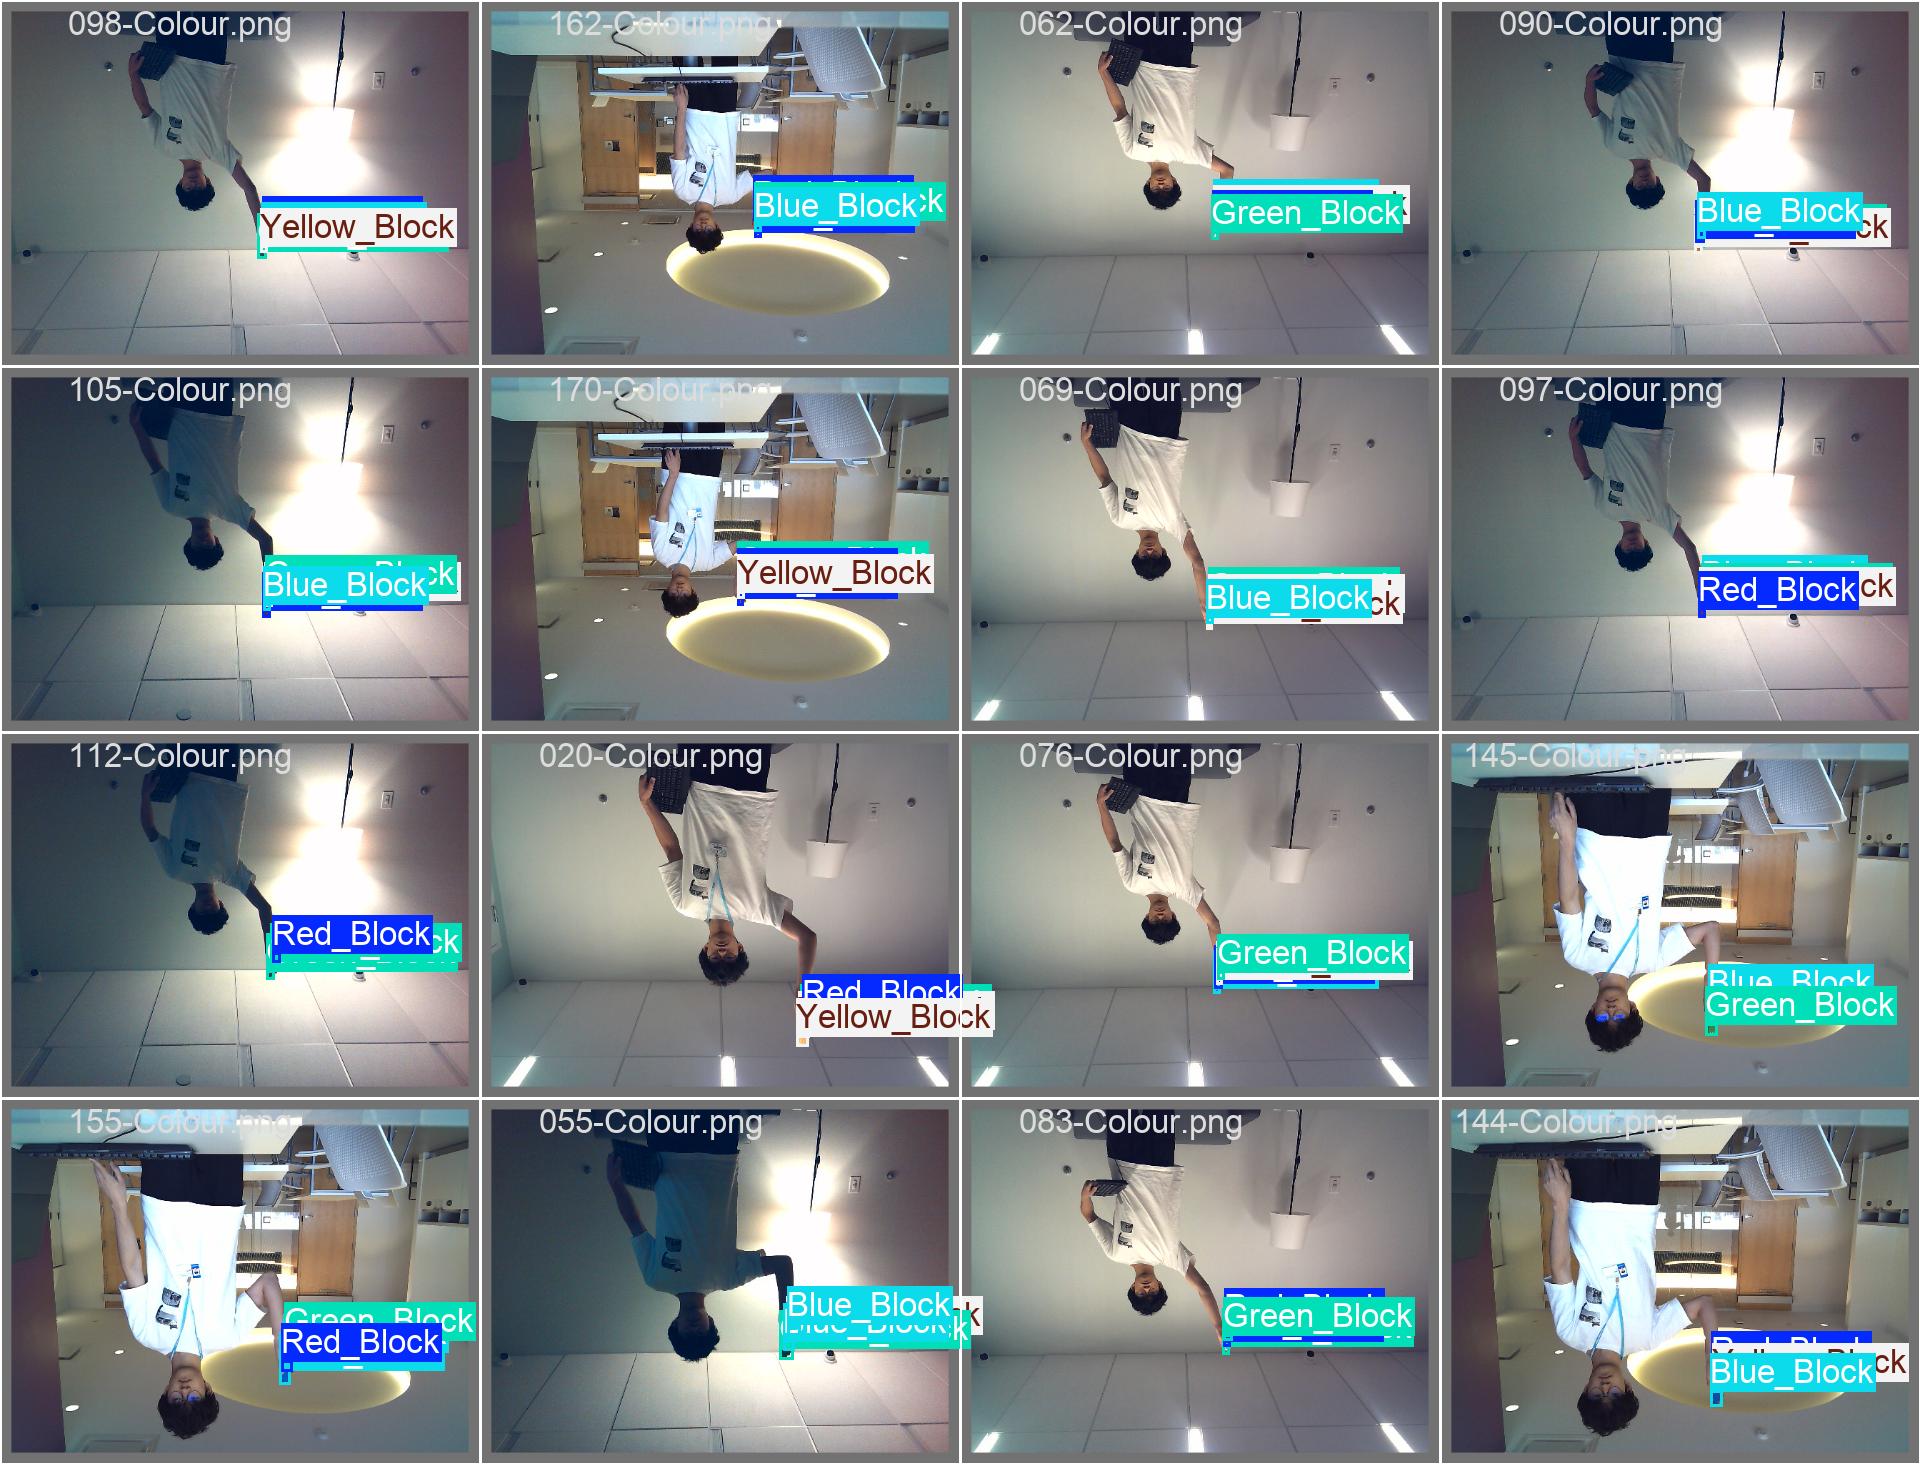 098-Colour.png
162-Colour.png
062-Colour.png
090-Colour.png
Yellow_Block
Blue_Block
Green_Block
Blue_Block
105-Colour.png
170-Colour.png
069-Colour.png
097-Colour.png
Blue_Block
Yellow_Block
Blue_Block
Red_Block
112-Colour.png
020-Colour.png
076-Colour.png
145-Colour.png
Red_Block
Red_Block
Yellow_Block
Green_Block
Blue_Block
Green_Block
155-Colour.png
055-Colour.png
083-Colour.png
144-Colour.png
Green_Block
Red_Block
Blue_Block
Green_Block
Blue_Block